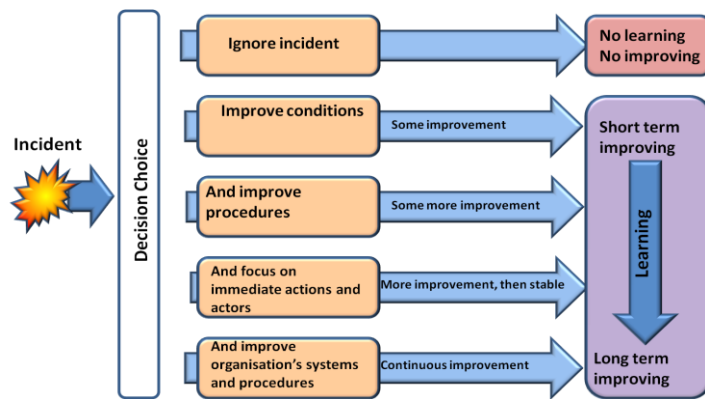 Incident
Decision Choice
Ignore incident
No learning
No improving
Improve conditions
Some improvement
Short term
improving
And improve
procedures
Some more improvement
Learning
And focus on
immediate actions and
actors
More improvement, then stable
And improve
organisation's systems
and procedures
Continuous improvement
Long term
improving